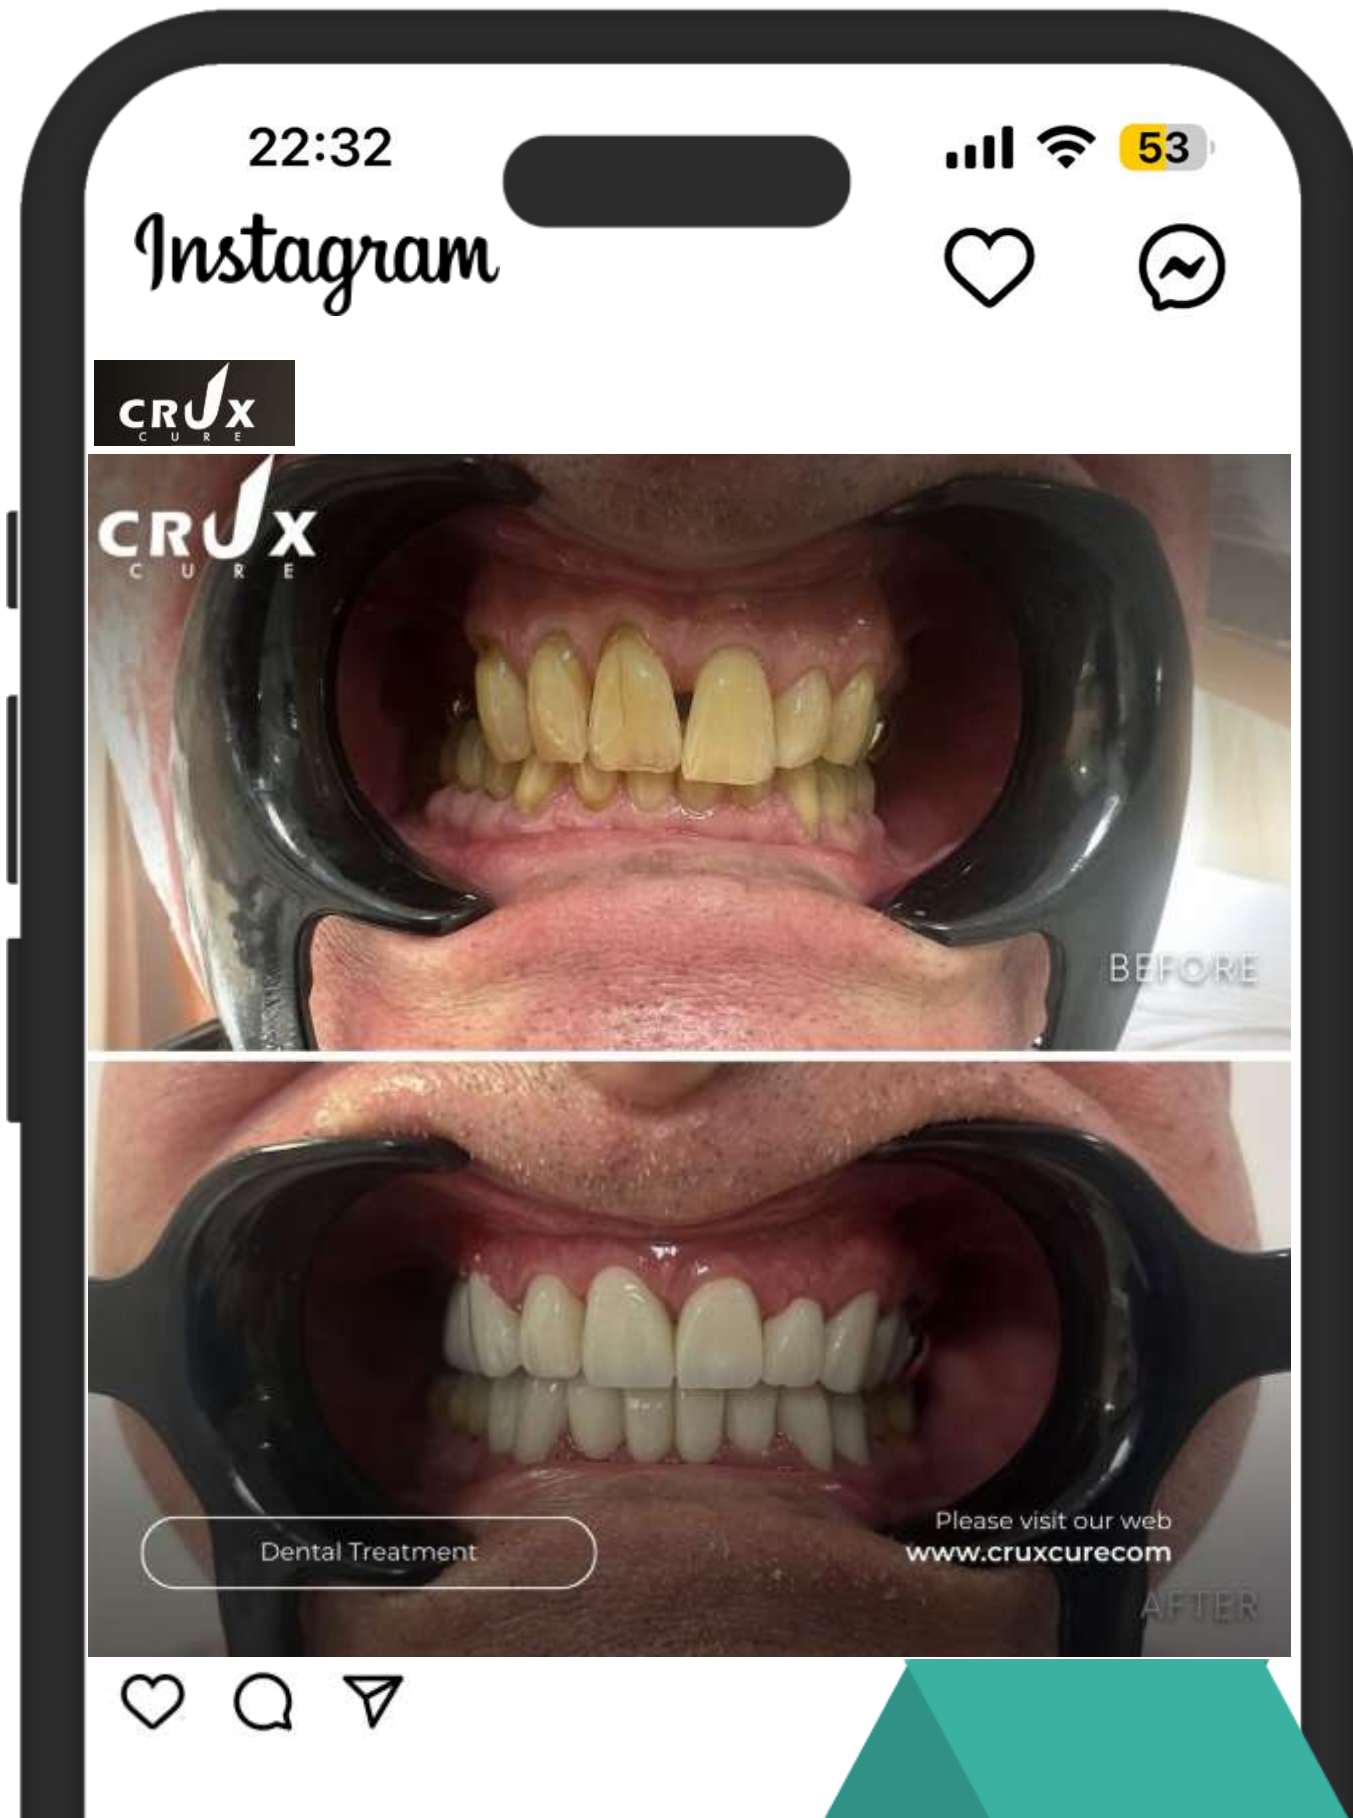 22:32
53
Instagram
CRUX
CURE
CRUX
CURE
BEFORE
Please visit our web
Dental Treatment
www.cruxcurecom
AFTER